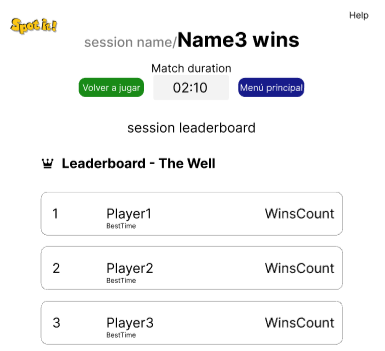 Help
Spot it!
session name/Name3 wins
Match duration
Volver a jugar
02:10
Menú principal
session leaderboard
Leaderboard - The Well
1 Player1 WinsCount
BestTime
2 Player2 WinsCount
BestTime
3 Player3 WinsCount
BestTime